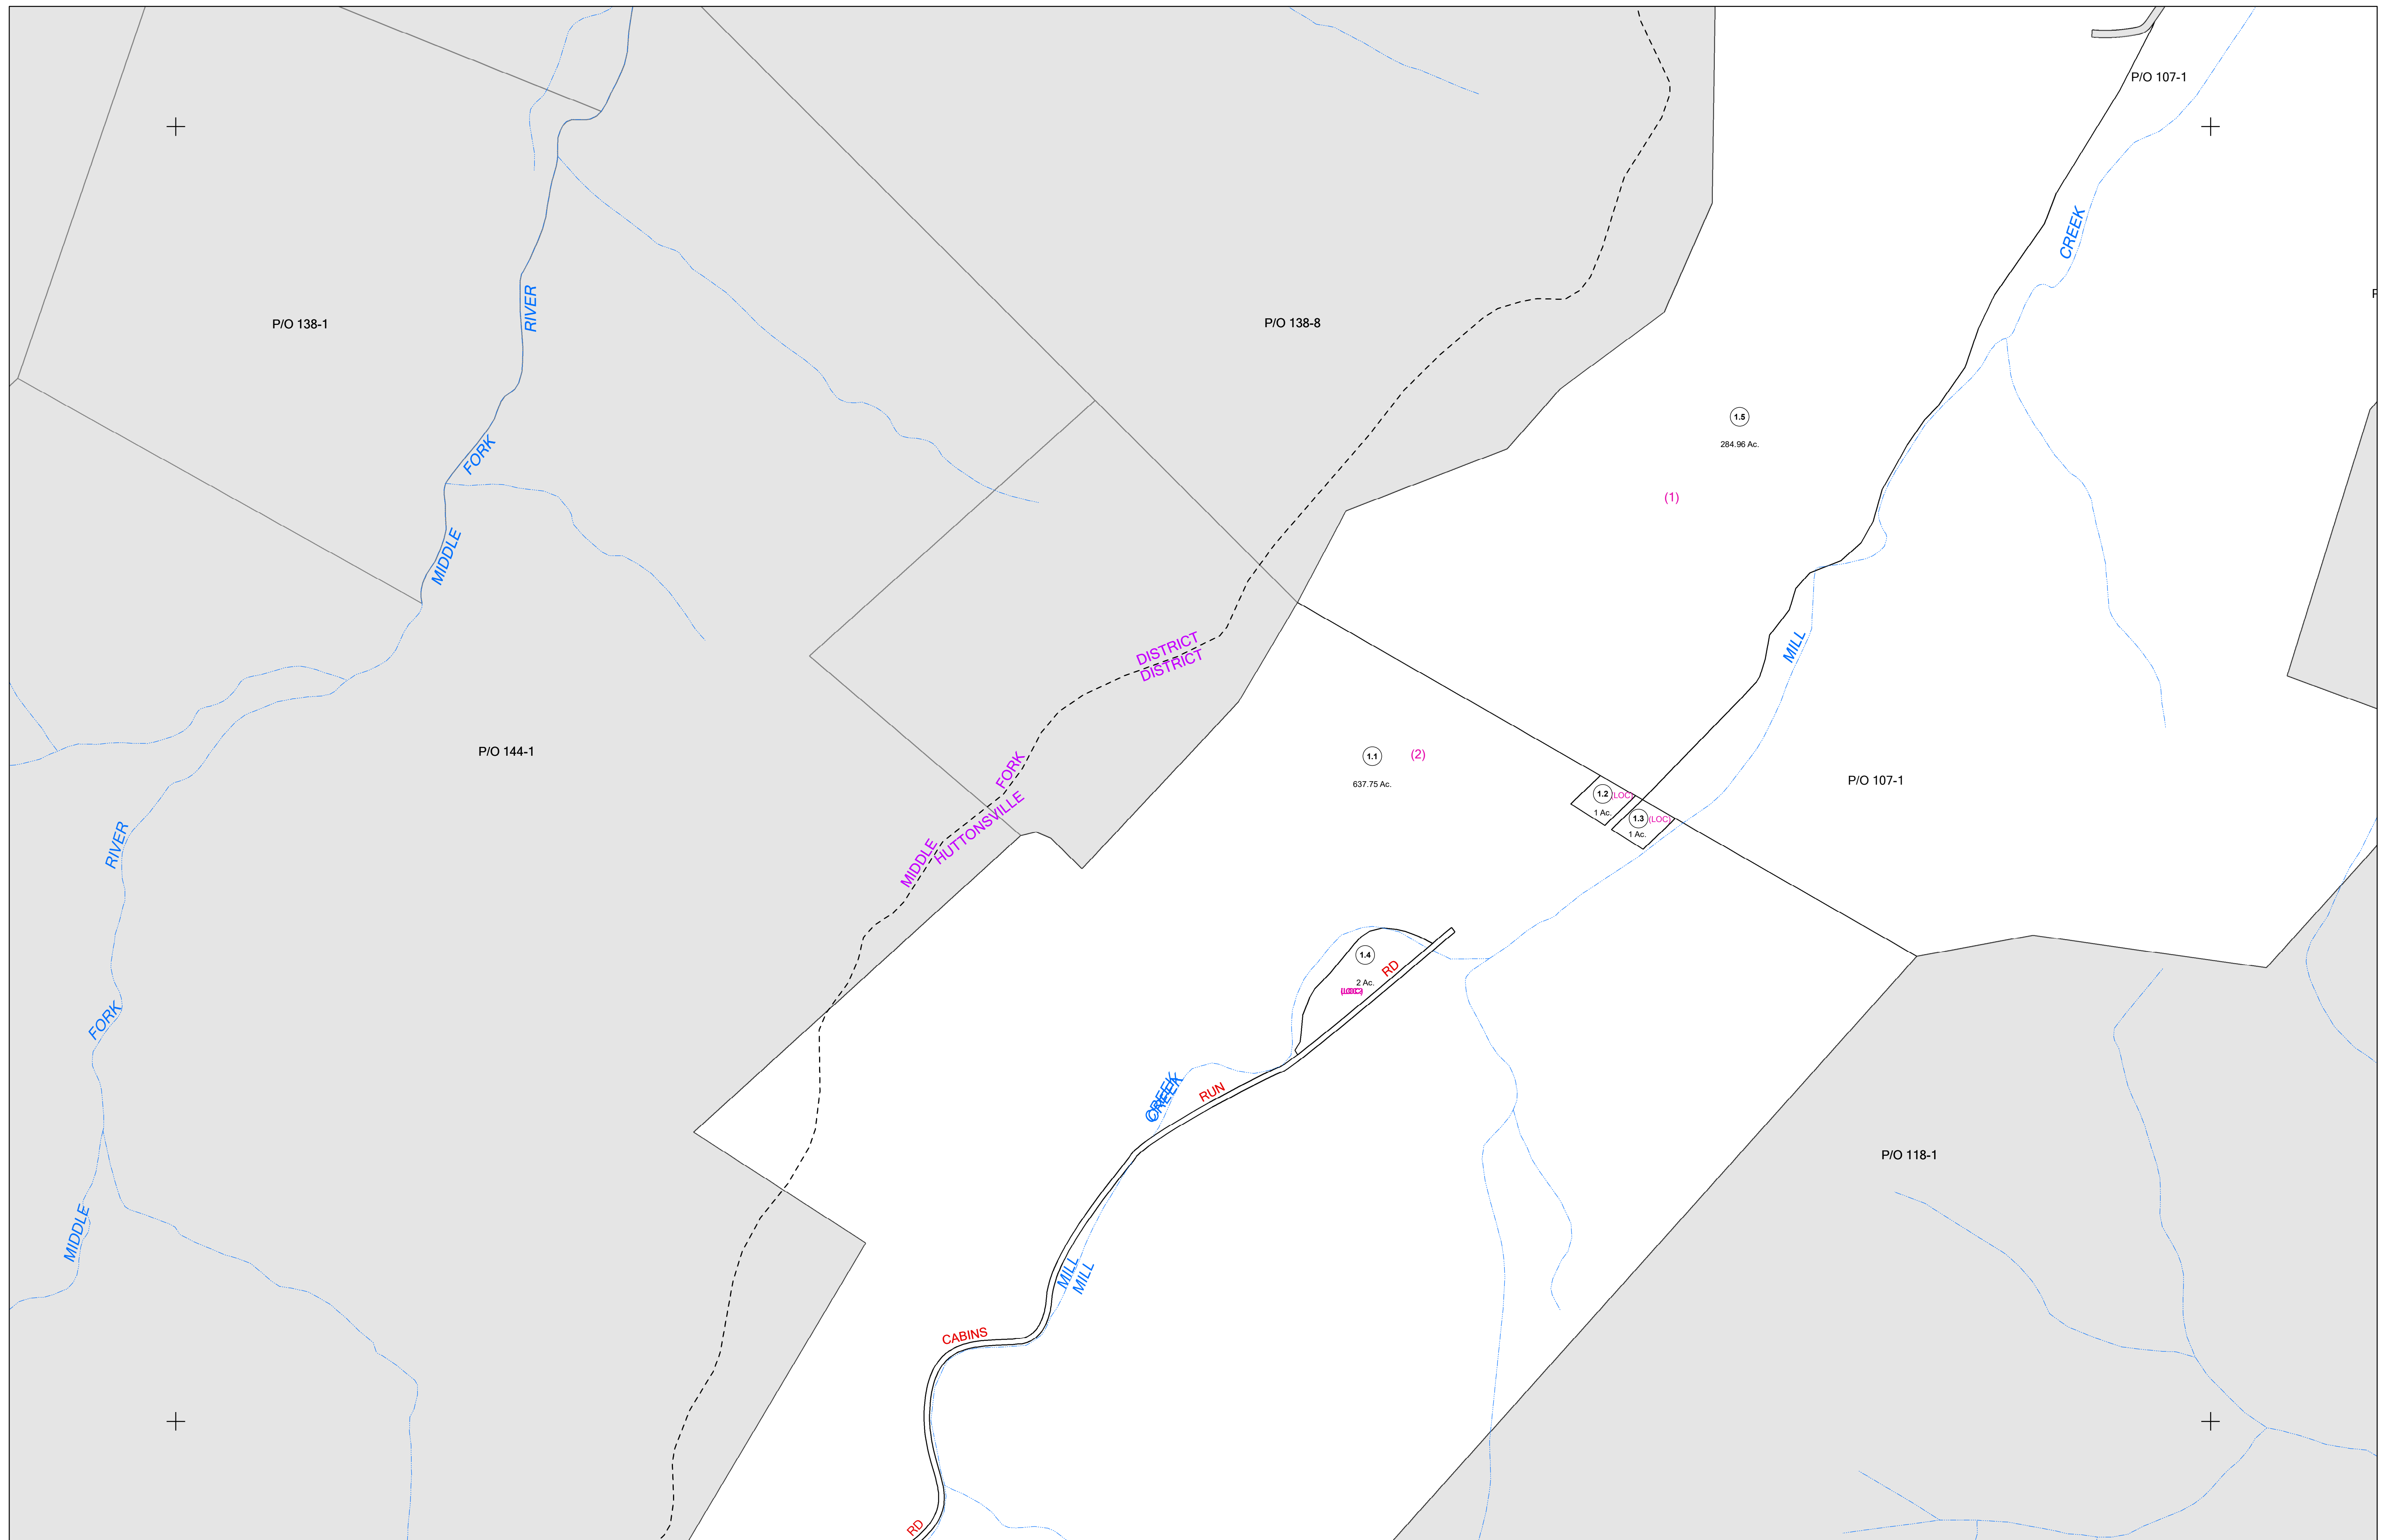 P/O 107-1
CREEK
RIVER
P/O 138-1
P/O 138-8
1.5
284.96 Ac.
FORK
(1)
MIDDLE
DISTRICT
DISTRICT
MILL
P/O 144-1
1.1
(2)
637.75 Ac.
P/O 107-1
FORK
MIDDLE
HUTTONSVILLE
1.2
(LOC)
1 Ac.
1.3
(LOC)
1 Ac.
RIVER
1.4
2 Ac.
RD
FORK
CREEK
CREEK
RUN
P/O 118-1
MIDDLE
MILL
MILL
CABINS
RD